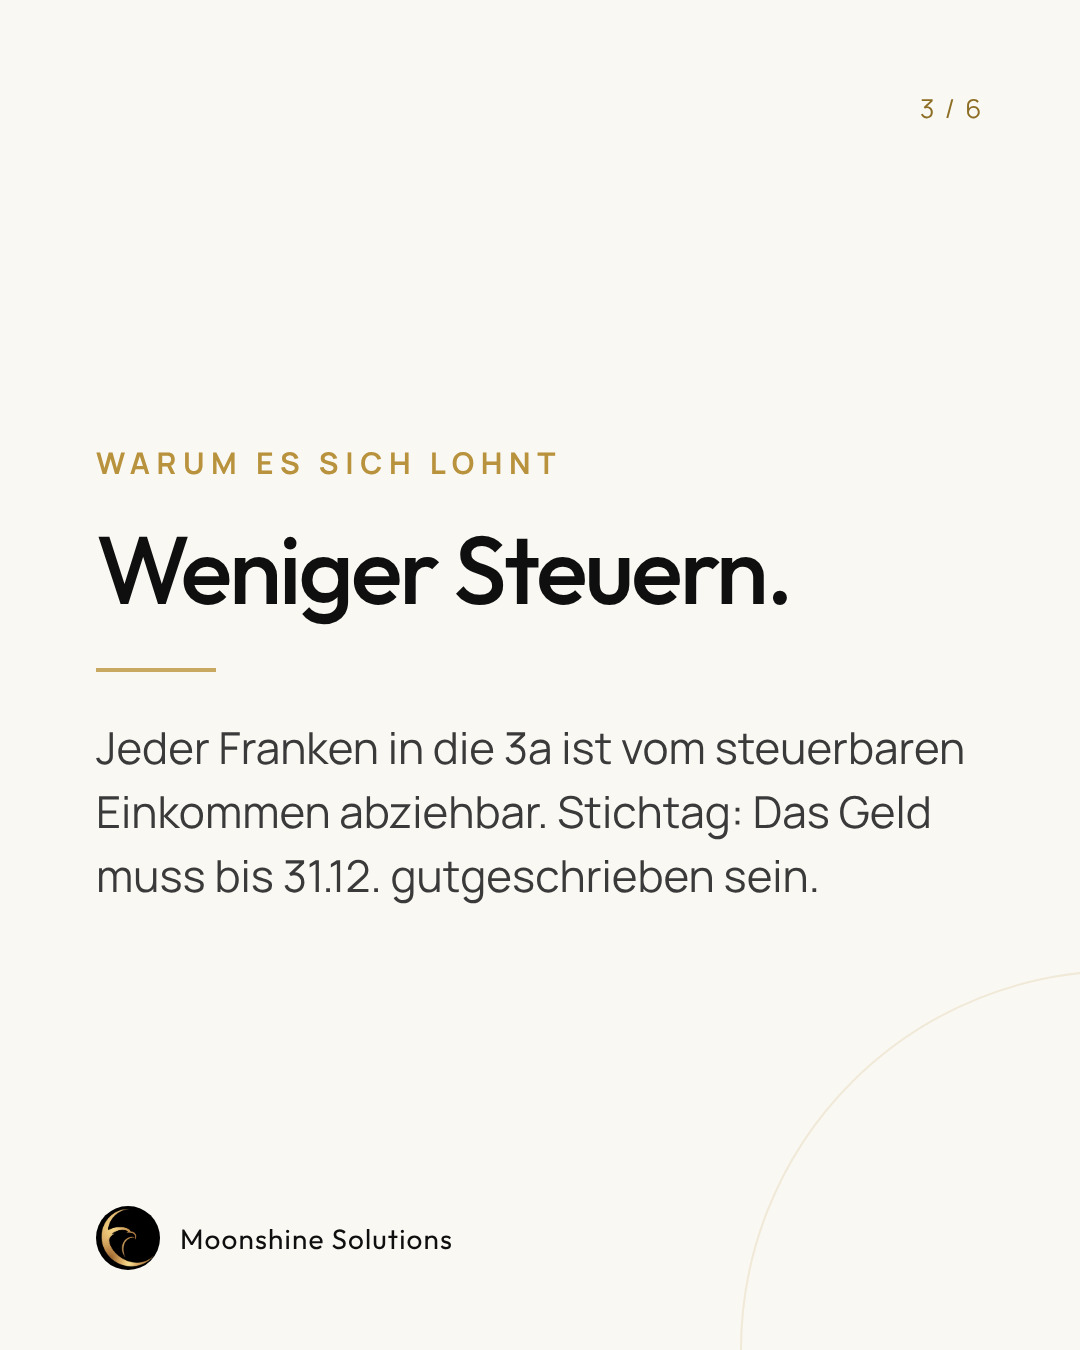 3 / 6
WARUM ES SICH LOHNT
Weniger Steuern.
Jeder Franken in die 3a ist vom steuerbaren
Einkommen abziehbar. Stichtag: Das Geld
muss bis 31.12. gutgeschrieben sein.
Moonshine Solutions